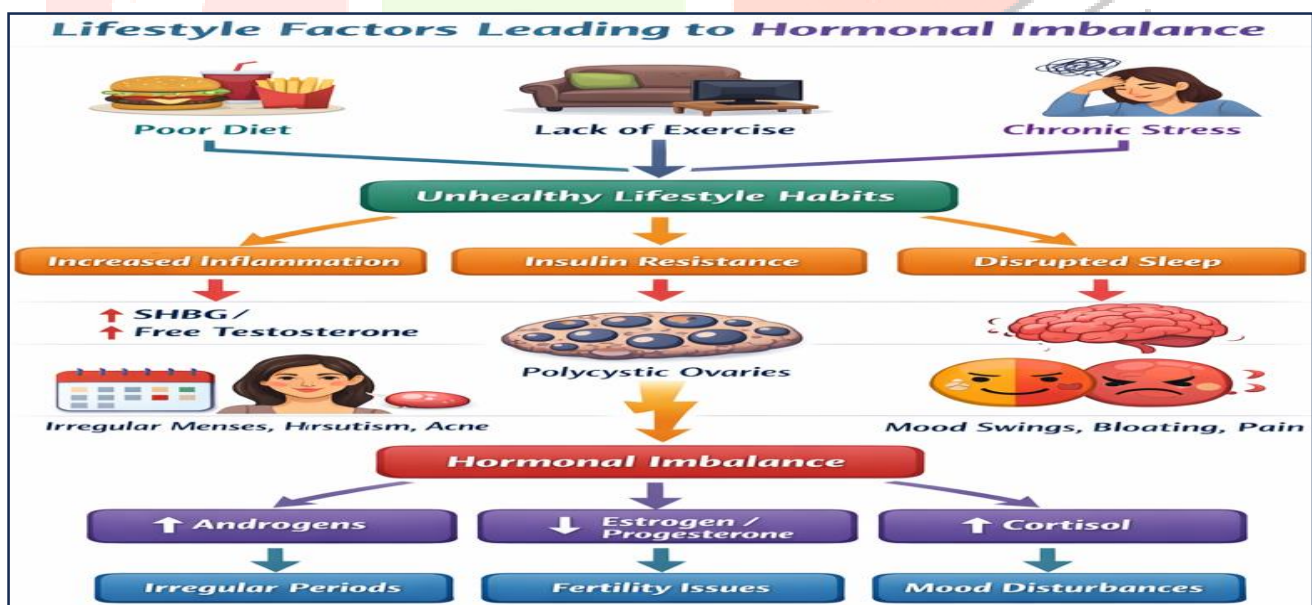 Lifestyle Factors Leading to Hormonal Imbalance
Poor Diet
Lack of Exercise
Chronic Stress
Unhealthy Lifestyle Habits
Increased Inflammation
Insulin Resistance
Disrupted Sleep
↑ SHBG/
↑ Free Testosterone
Polycystic Ovaries
Irregular Menses, Hirsutism, Acne
Mood Swings, Bloating, Pain
Hormonal Imbalance
↑ Androgens
↓ Estrogen /
Progesterone
↑ Cortisol
Irregular Periods
Fertility Issues
Mood Disturbances